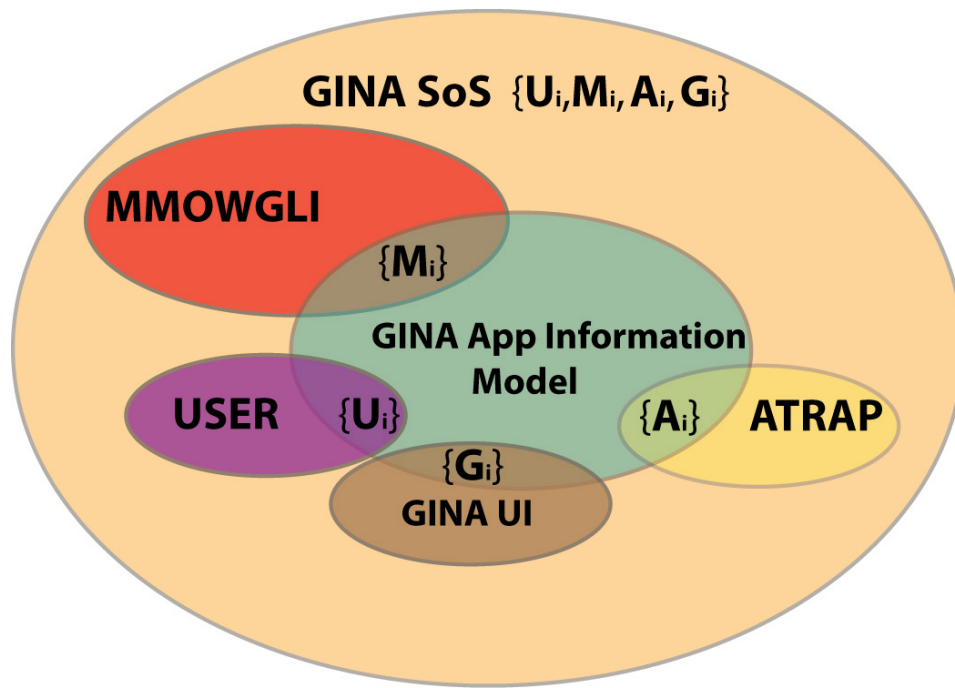 GINA SoS {Ui,Mi, Ai, Gi}
MMOWGLI
{Mi}
GINA App Information
Model
USER {Ui}
{Ai} ATRAP
{Gi}
GINA UI